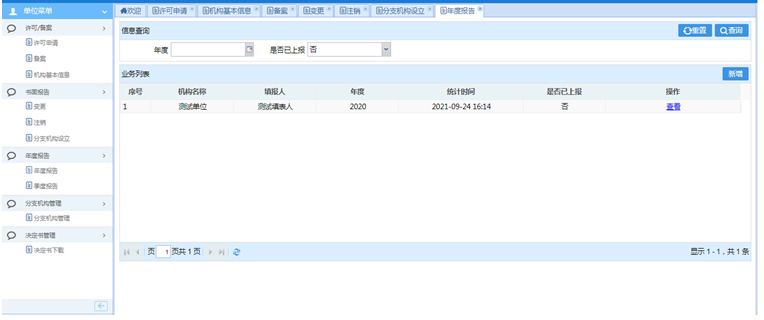 单位菜单
许可/备案
许可申请
备案
机构基本信息
书面报告
变更
注销
分支机构设立
年度报告
年度报告
季度报告
分支机构管理
分支机构管理
决定书管理
决定书下载
欢迎 许可申请 机构基本信息 备案 变更 注销 分支机构设立 年度报告
信息查询 重置 查询
年度 是否已上报 否
业务列表 新增
序号 机构名称 填报人 年度 统计时间 是否已上报 操作
1 测试单位 测试填表人 2020 2021-09-24 16:14 否 查看
页 1 页共 1 页 显示 1 - 1，共 1 条